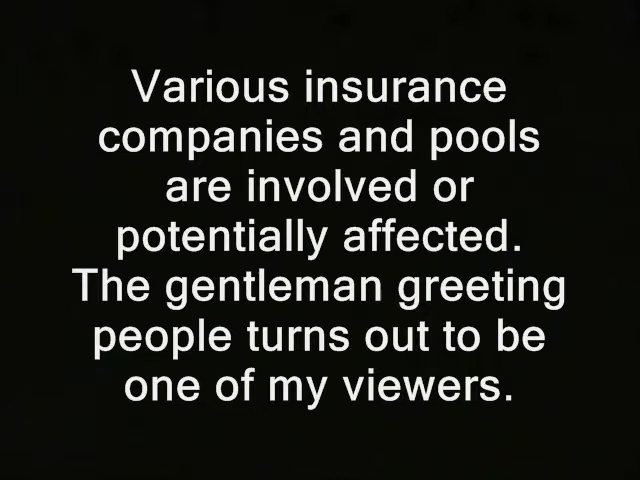 Various insurance
companies and pools
are involved or
potentially affected.
The gentleman greeting
people turns out to be
one of my viewers.